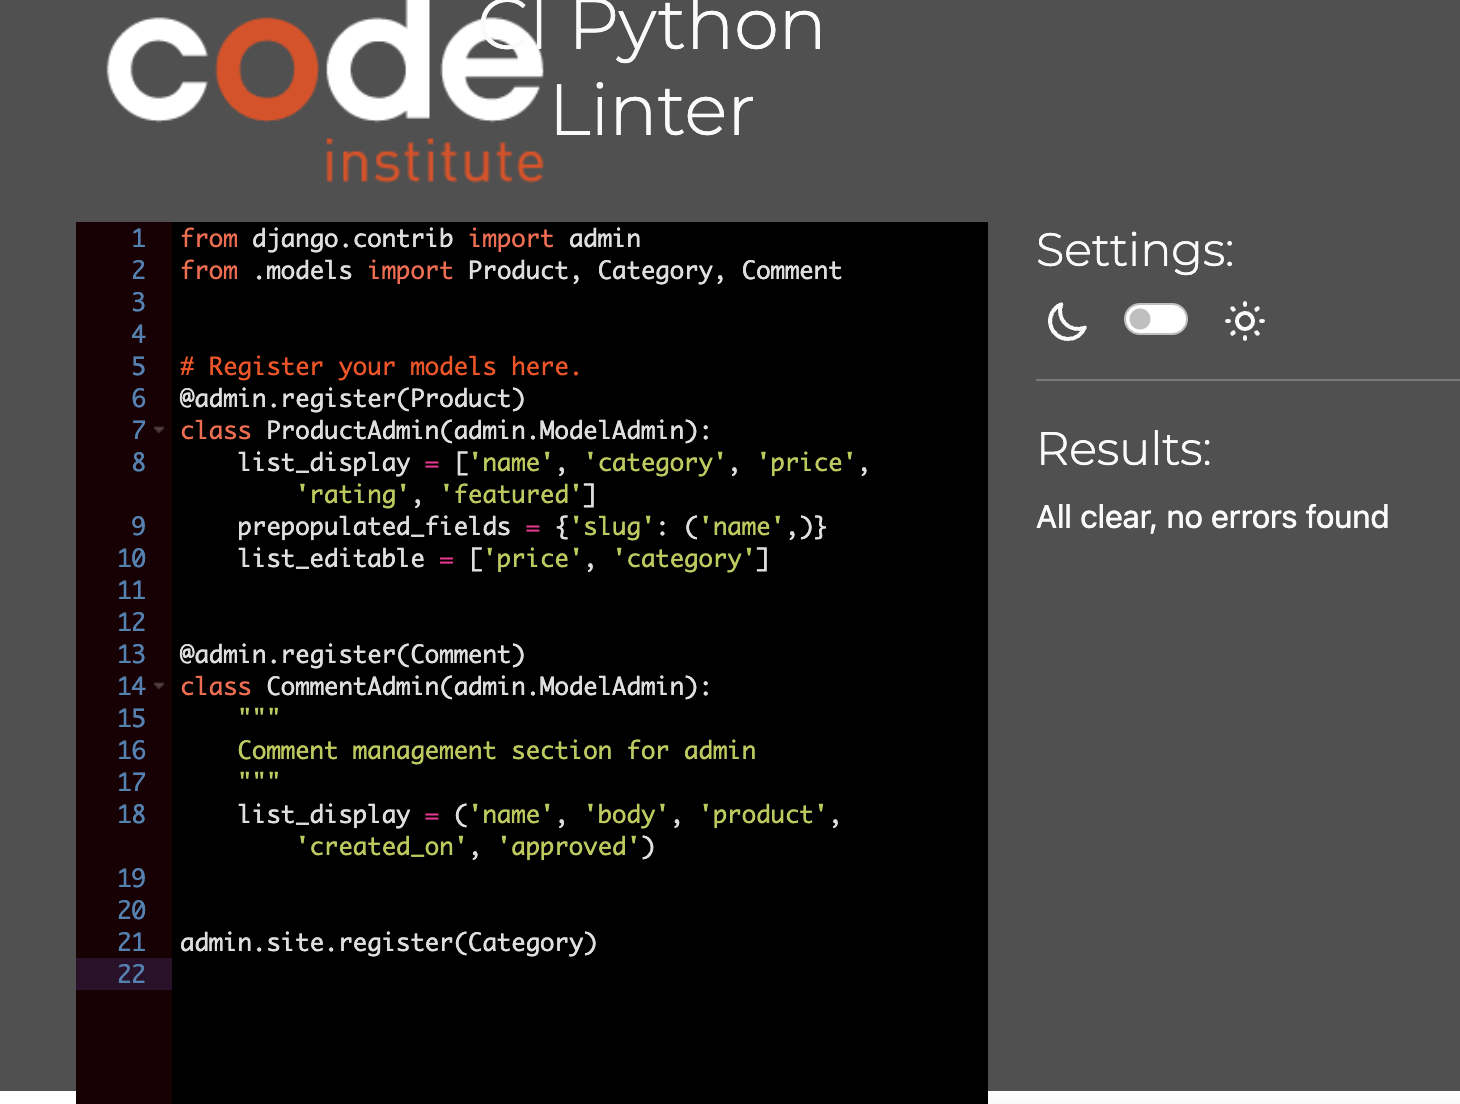 code
institute
CI Python
Linter
1 from django.contrib import admin
2 from .models import Product, Category, Comment
3
4
5 # Register your models here.
6 @admin.register(Product)
7 class ProductAdmin(admin.ModelAdmin):
8     list_display = ['name', 'category', 'price',
        'rating', 'featured']
9     prepopulated_fields = {'slug': ('name',)}
10     list_editable = ['price', 'category']
11
12
13 @admin.register(Comment)
14 class CommentAdmin(admin.ModelAdmin):
15     """
16     Comment management section for admin
17     """
18     list_display = ('name', 'body', 'product',
        'created_on', 'approved')
19
20
21 admin.site.register(Category)
22
Settings:
Results:
All clear, no errors found